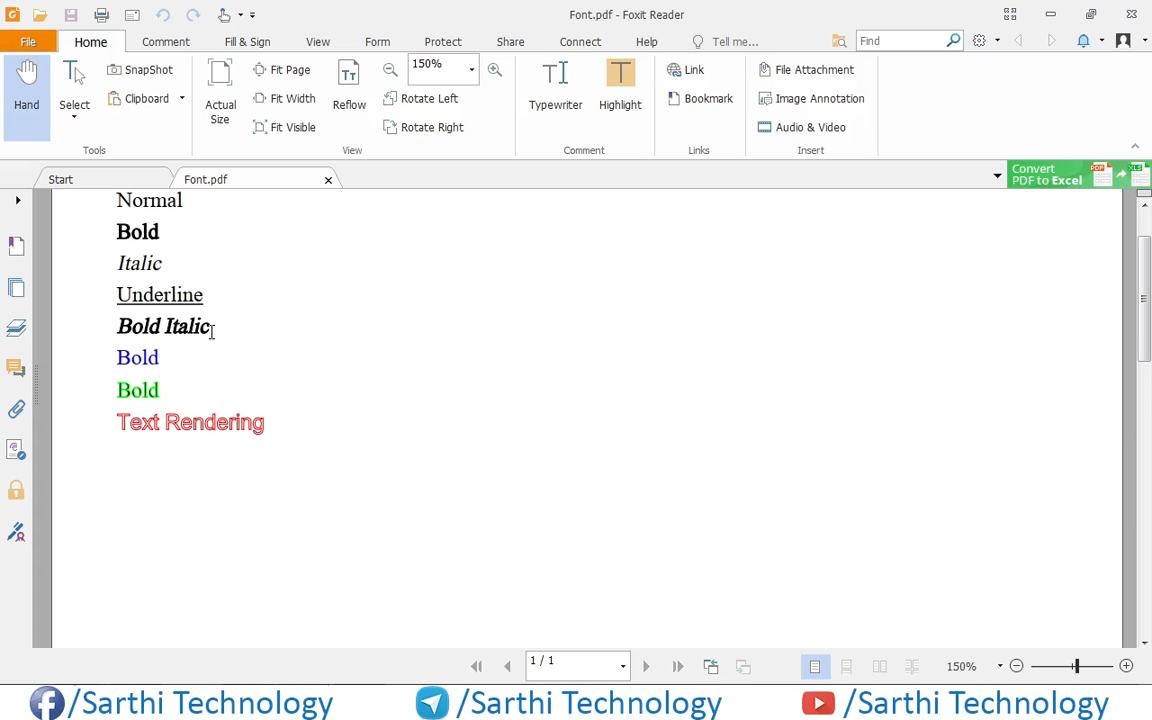 Font.pdf - Foxit Reader
File Home Comment Fill & Sign View Form Protect Share Connect Help Tell me... Find
Hand
Select
SnapShot
Clipboard
Tools
Actual Size
Fit Page
Fit Width
Fit Visible
Reflow
150%
Rotate Left
Rotate Right
View
Typewriter
Highlight
Comment
Link
Bookmark
Links
File Attachment
Image Annotation
Audio & Video
Insert
Start
Font.pdf
Convert
PDF to Excel
Normal
Bold
Italic
Underline
Bold Italic
Bold
Bold
Text Rendering
1 / 1
150%
/Sarthi Technology /Sarthi Technology /Sarthi Technology